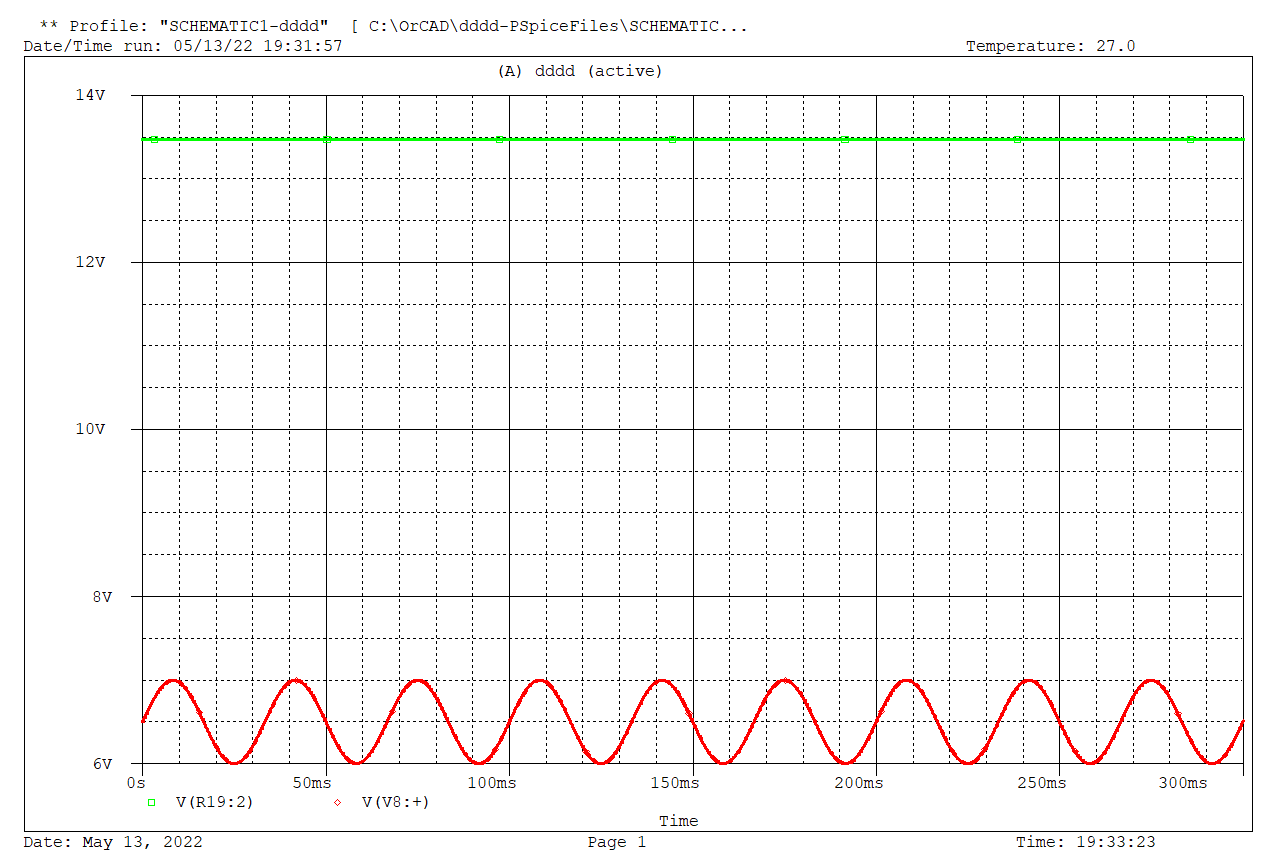 ** Profile: "SCHEMATIC1-dddd"  [ C:\OrCAD\dddd-PSpiceFiles\SCHEMATIC...
Date/Time run: 05/13/22 19:31:57 Temperature: 27.0
(A) dddd (active)
14V
12V
10V
8V
6V
0s 50ms 100ms 150ms 200ms 250ms 300ms
V(R19:2) V(V8:+)
Time
Date: May 13, 2022 Page 1 Time: 19:33:23